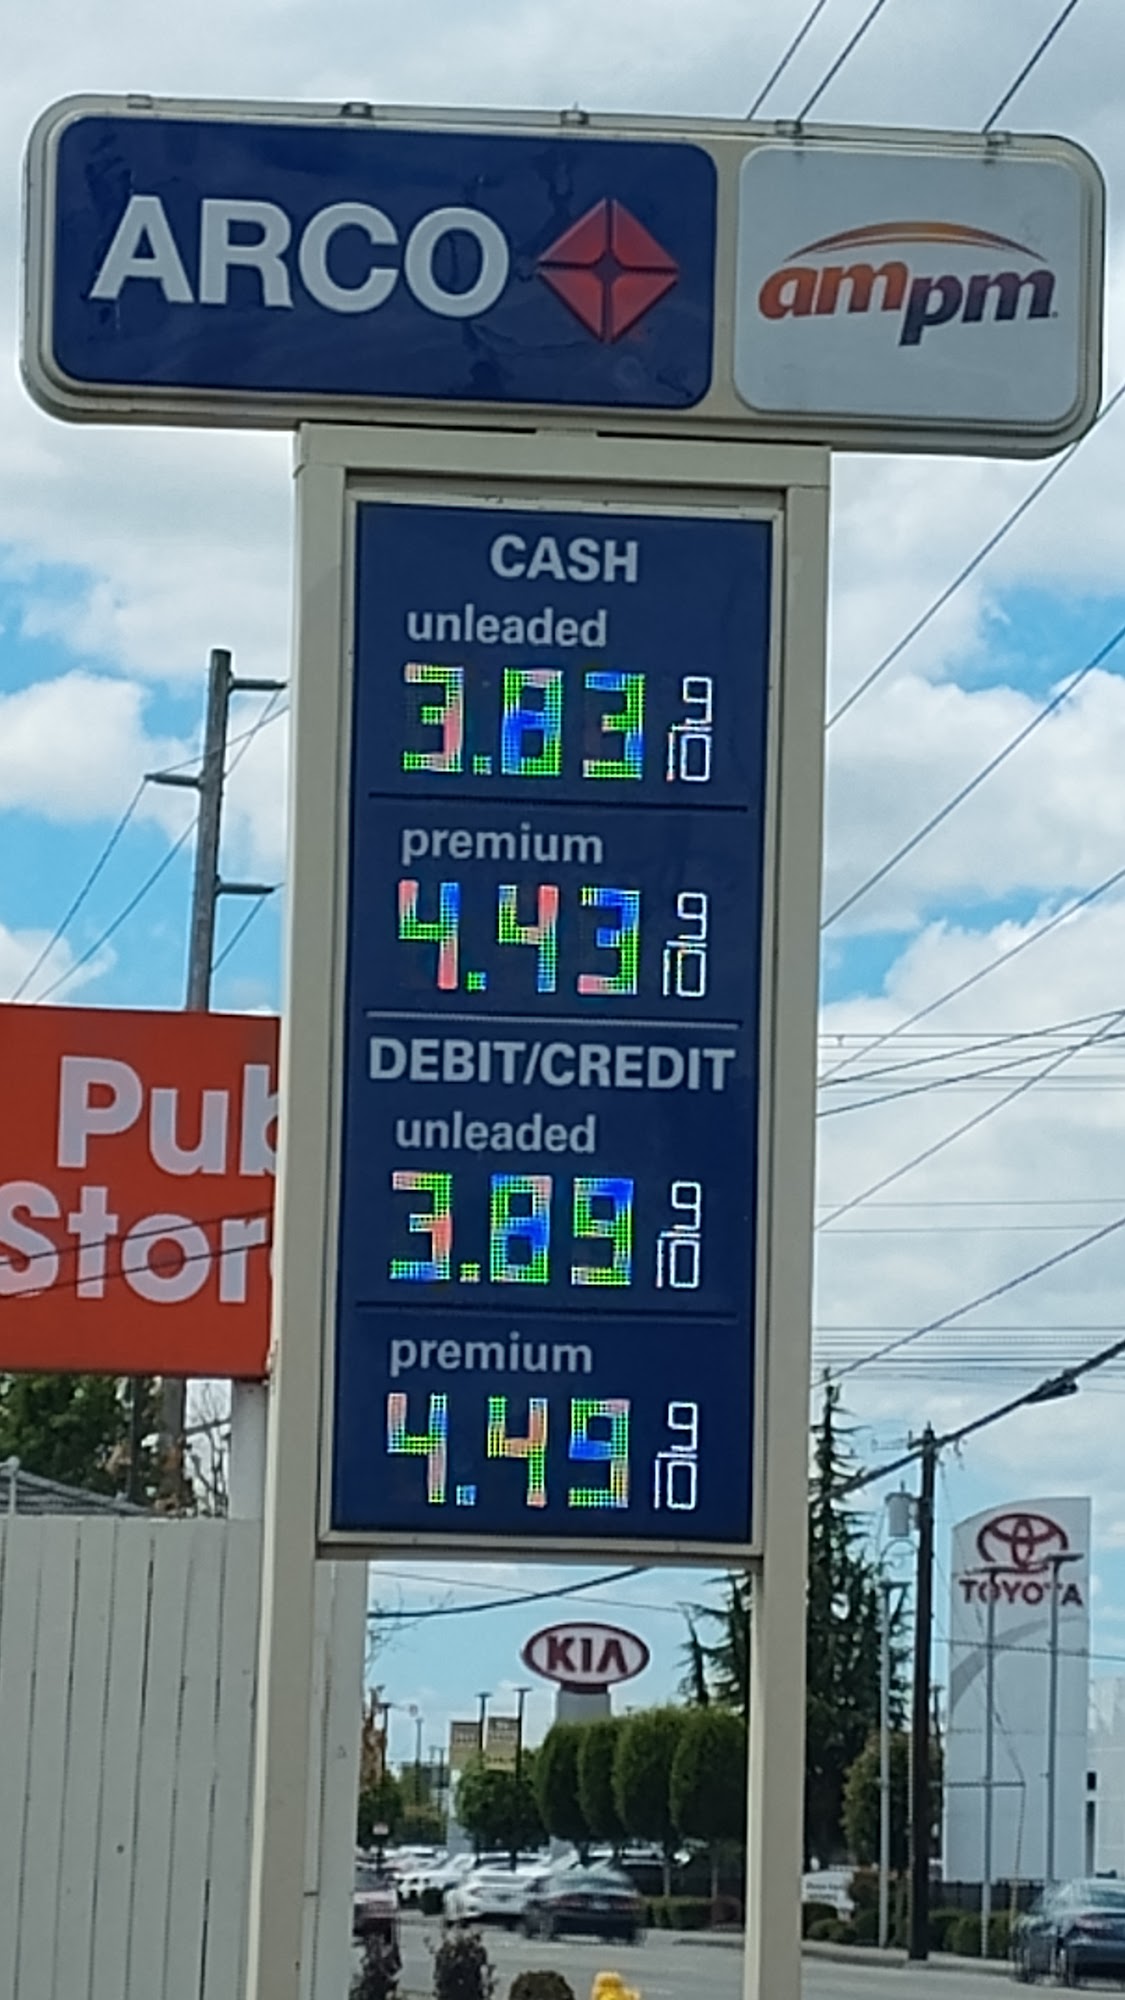 ARCO
ampm
CASH
unleaded
3.83 9/10
premium
4.43 9/10
DEBIT/CREDIT
unleaded
3.89 9/10
premium
4.49 9/10
Pub
Stor
KIA
TOYOTA